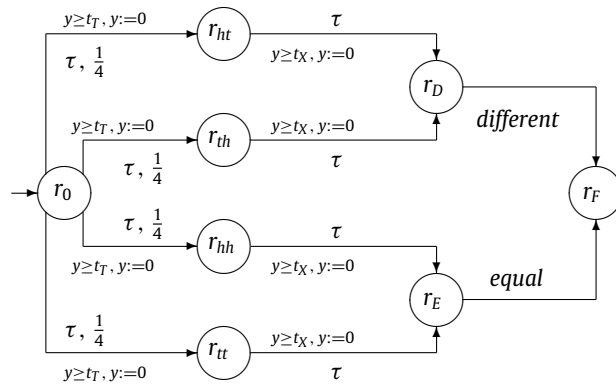 y≥t_T, y:=0
r_ht
τ
τ, 1/4
y≥t_X, y:=0
r_D
y≥t_T, y:=0
r_th
y≥t_X, y:=0
different
τ, 1/4
τ
r_0
r_F
τ, 1/4
τ
y≥t_T, y:=0
r_hh
y≥t_X, y:=0
equal
r_E
τ, 1/4
y≥t_X, y:=0
y≥t_T, y:=0
r_tt
τ